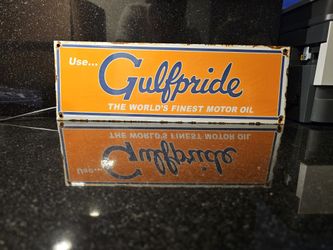 Use...
Gulfpride
THE WORLD'S FINEST MOTOR OIL